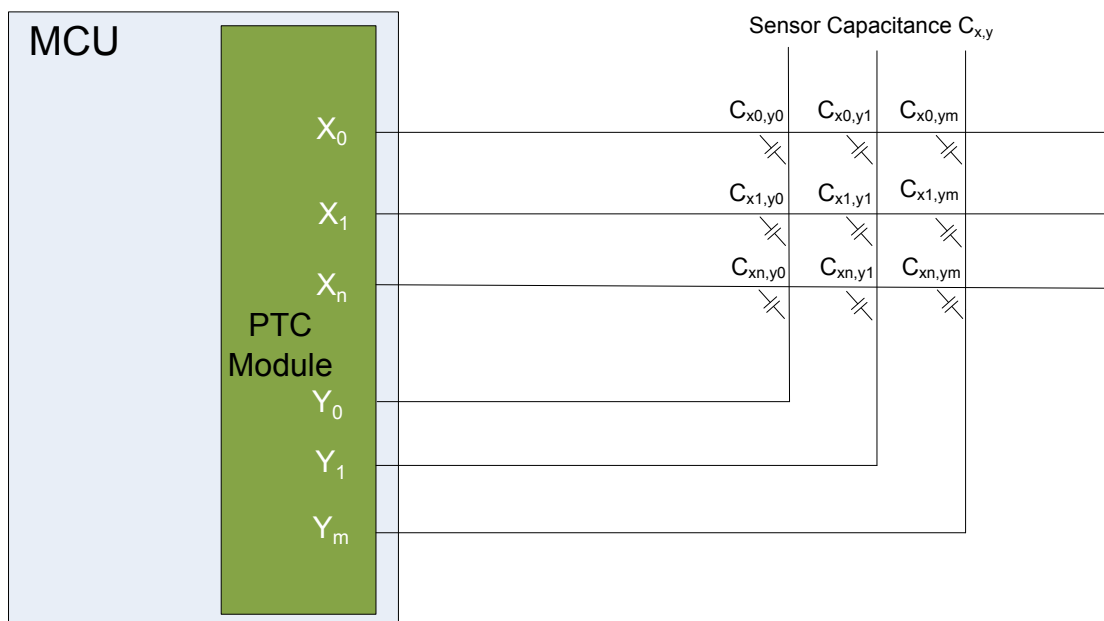 MCU
Sensor Capacitance Cx,y
X0
Cx0,y0 Cx0,y1 Cx0,ym
X1
Cx1,y0 Cx1,y1 Cx1,ym
Xn
Cxn,y0 Cxn,y1 Cxn,ym
PTC
Module
Y0
Y1
Ym